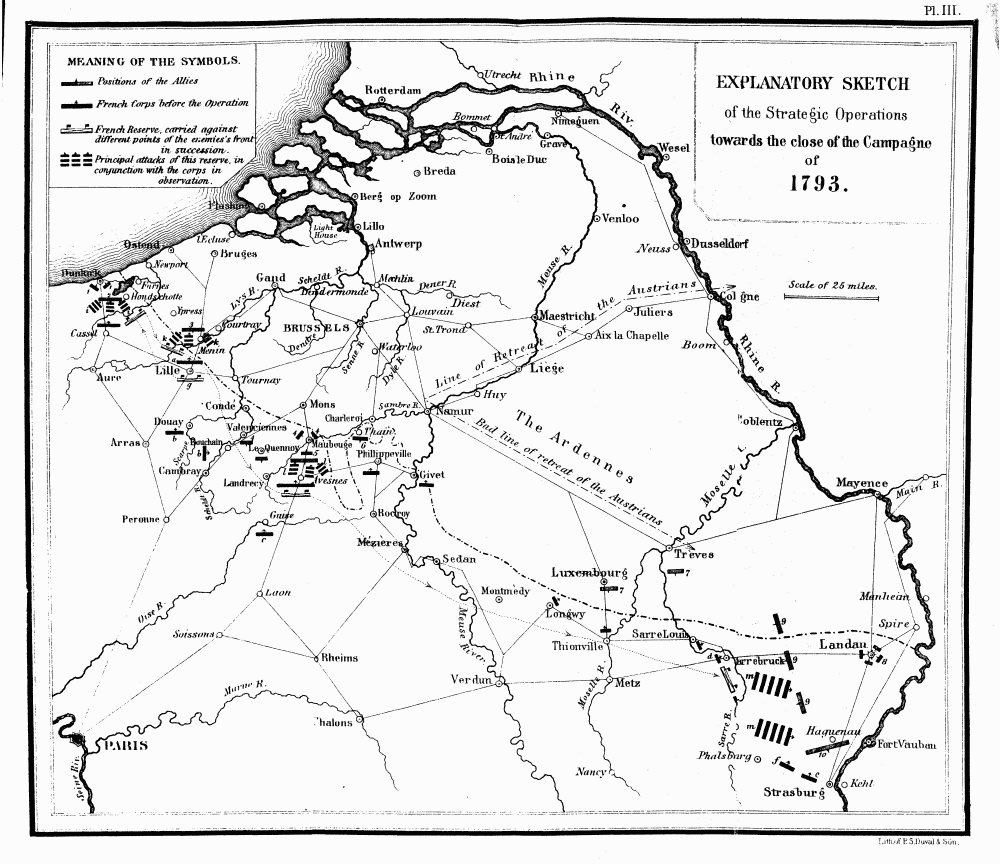 Pl. III.
MEANING OF THE SYMBOLS.
Positions of the Allies
French Corps before the Operation
French Reserve, carried against
different points of the enemies's front
in succession.
Principal attacks of this reserve, in
conjunction with the corps in
observation.
EXPLANATORY SKETCH
of the Strategic Operations
towards the close of the Campagne
of
1793.
Scale of 25 miles.
Utrecht
Rhine
Riv.
Rotterdam
Bommel
St Andre
Nimeguen
Grave
Bois le Duc
Wesel
Breda
Berg op Zoom
Flushing
Venloo
Light
House
Lillo
l'Ecluse
Antwerp
Ostend
Bruges
Neuss
Dusseldorf
Newport
Dunkirk
Furnes
Hondschotte
Gand
Scheldt R.
Dendermonde
Mechlin
Dener R.
Diest
Meuse R.
Lys R.
Ypress
Courtray
BRUSSELS
Louvain
St. Trond
Maestricht
Juliers
Cologne
Line of Retreat of the Austrians
Aix la Chapelle
Cassel
Menin
Dendre
Senne R.
Waterloo
Dyle R.
Boom
Rhine R.
Aure
Lille
Tournay
Liege
Huy
Condé
Mons
Charleroi
Sambre R.
Namur
The Ardennes
Bad line of retreat of the Austrians
Coblentz
Moselle
Douay
Scarpe
Valenciennes
Bouchain
Arras
Le Quesnoy
Maubeuge
Thuin
Phillippeville
Cambray
Landrecy
Avesnes
Givet
Scheldt R.
Mayence
Main R.
Peronne
Guise
Rocroy
Mézieres
Sedan
Treves
Luxembourg
Montmedy
Longwy
Oise R.
Laon
Manheim
Soissons
Meuse River
Thionville
Sarre Louis
Spire
Landau
Sarrebruck
Rheims
Verdun
Metz
Moselle R.
Marne R.
Chalons
Sarre R.
Haguenau
Fort Vauban
PARIS
Seine Riv.
Nancy
Phalsburg
Strasburg
Kehl
Lith of P. S. Duval & Son.